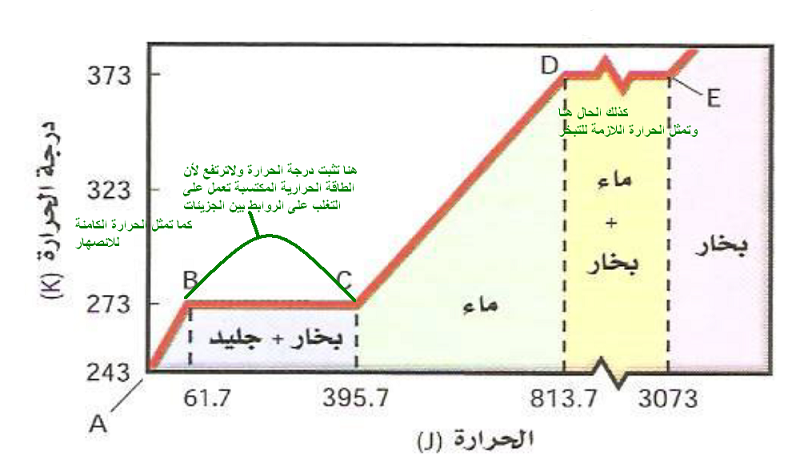 373
323
273
243
درجة الحرارة (K)
D
E
كذلك الحال هنا
وتمثل الحرارة اللازمة للتبخر
هنا تثبت درجة الحرارة ولاترتفع لأن
الطاقة الحرارية المكتسبة تعمل على
التغلب على الروابط بين الجزيئات
كما تمثل الحرارة الكامنة
للانصهار
B
C
ماء
+
بخار
بخار
ماء
بخار + جليد
A
61.7
395.7
813.7
3073
الحرارة (J)